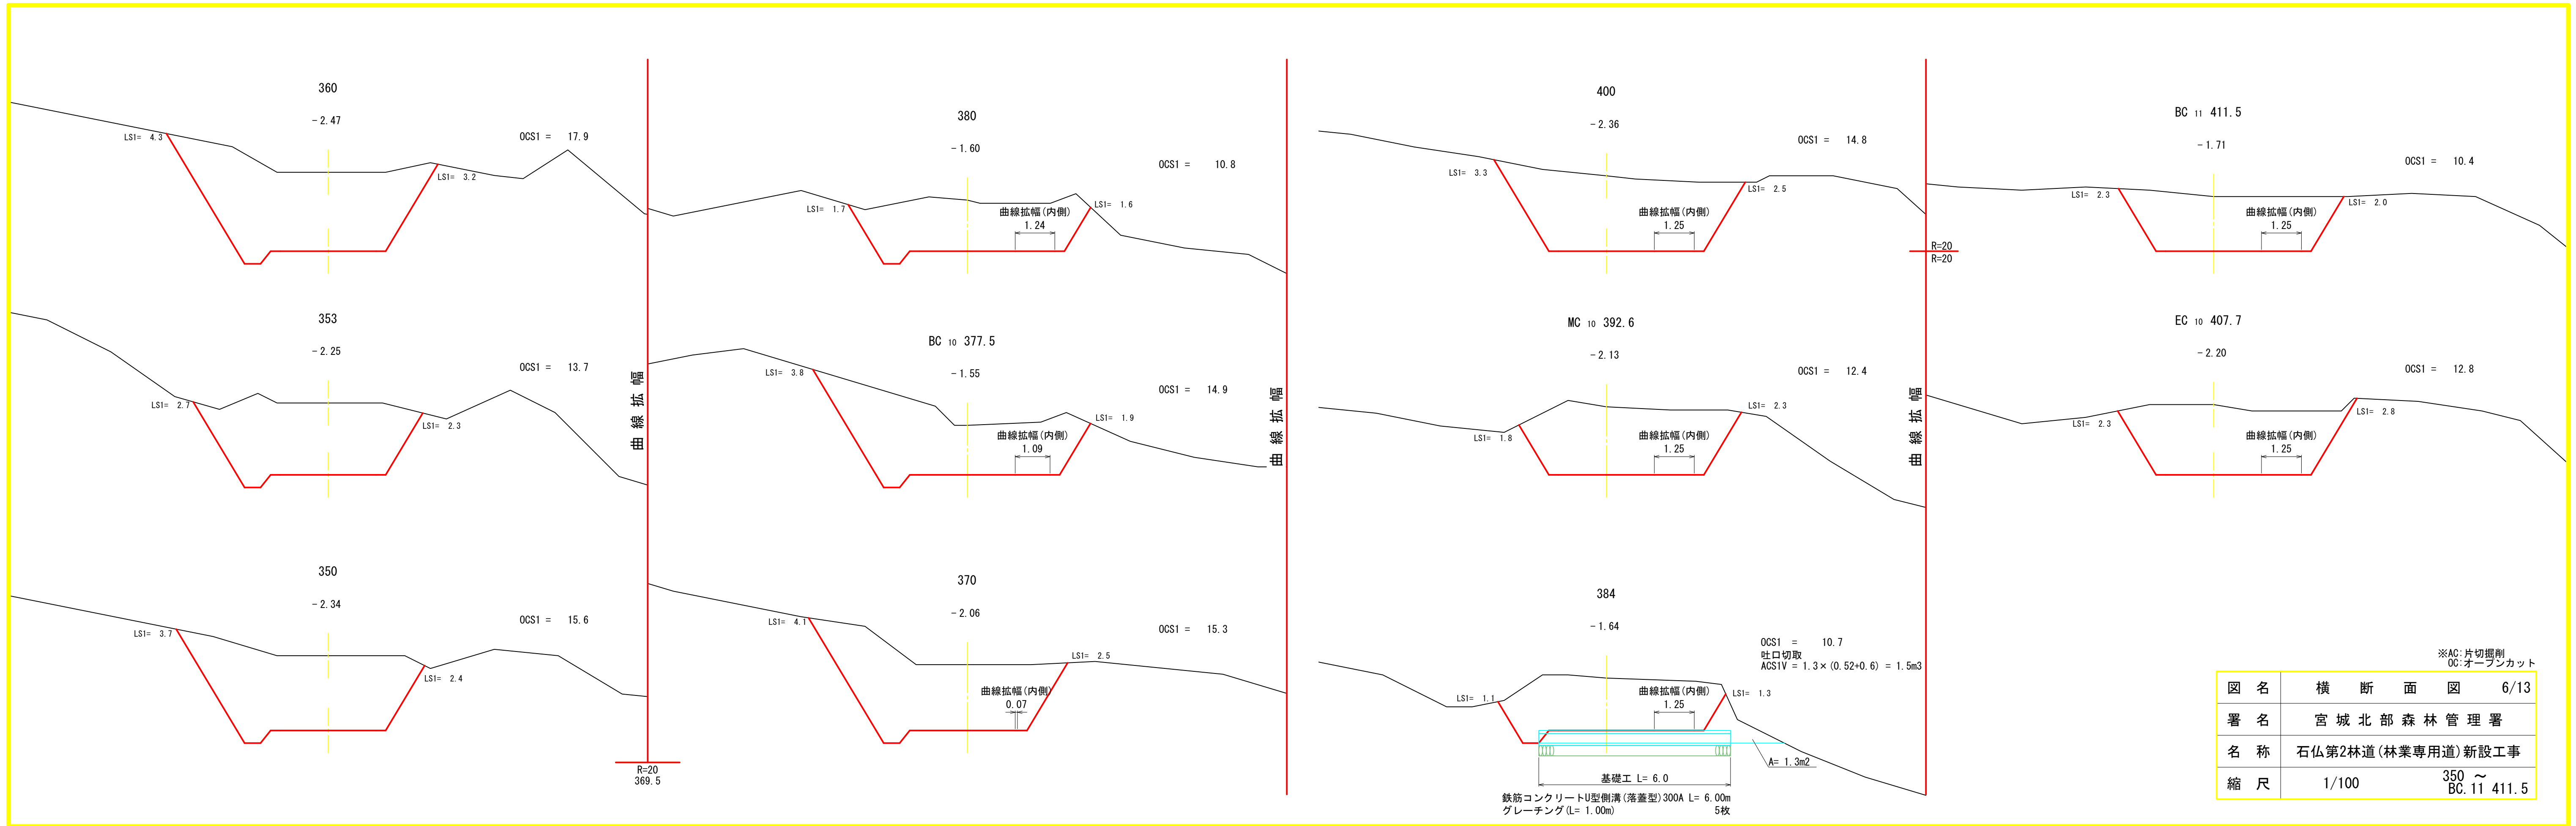 360
-2.47
OCS1 = 17.9
LS1= 4.3
LS1= 3.2
353
-2.25
OCS1 = 13.7
LS1= 2.7
LS1= 2.3
350
-2.34
OCS1 = 15.6
LS1= 3.7
LS1= 2.4
曲線拡幅
R=20
369.5
380
-1.60
OCS1 = 10.8
LS1= 1.7
LS1= 1.6
曲線拡幅(内側)
1.24
BC 10 377.5
-1.55
OCS1 = 14.9
LS1= 3.8
LS1= 1.9
曲線拡幅(内側)
1.09
370
-2.06
OCS1 = 15.3
LS1= 4.1
LS1= 2.5
曲線拡幅(内側)
0.07
曲線拡幅
400
-2.36
OCS1 = 14.8
LS1= 3.3
LS1= 2.5
曲線拡幅(内側)
1.25
MC 10 392.6
-2.13
OCS1 = 12.4
LS1= 1.8
LS1= 2.3
曲線拡幅(内側)
1.25
384
-1.64
OCS1 = 10.7
吐口切取
ACS1V = 1.3×(0.52+0.6) = 1.5m3
LS1= 1.1
LS1= 1.3
曲線拡幅(内側)
1.25
A= 1.3m2
基礎工 L= 6.0
鉄筋コンクリートU型側溝(落蓋型)300A L= 6.00m
グレーチング(L= 1.00m) 5枚
R=20
R=20
曲線拡幅
BC 11 411.5
-1.71
OCS1 = 10.4
LS1= 2.3
LS1= 2.0
曲線拡幅(内側)
1.25
EC 10 407.7
-2.20
OCS1 = 12.8
LS1= 2.3
LS1= 2.8
曲線拡幅(内側)
1.25
※AC:片切掘削
OC:オープンカット
図名 横断面図 6/13
署名 宮城北部森林管理署
名称 石仏第2林道(林業専用道)新設工事
縮尺 1/100 350 ～
BC.11 411.5